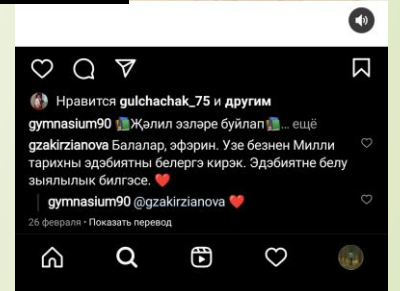 Нравится gulchachak_75 и другим
gymnasium90 📚Җәлил эзләре буйлап📚... ещё
gzakirzianova Балалар, эфэрин. Узе безнен Милли
тарихны эдэбиятны белергэ кирэк. Эдэбиятне белу
зыялылык билгэсе. ❤️
gymnasium90 @gzakirzianova ❤️
26 февраля · Показать перевод